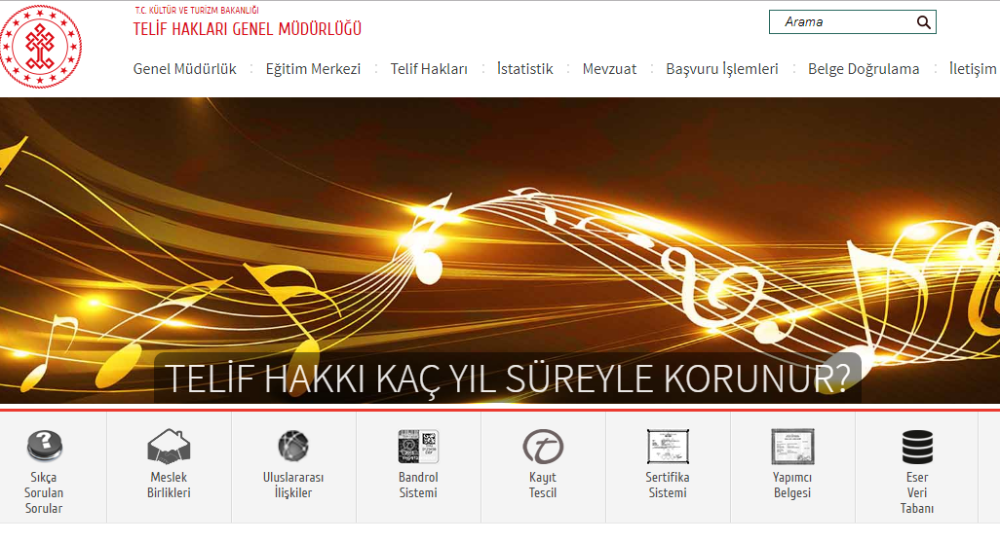 T.C. KÜLTÜR VE TURİZM BAKANLIĞI
TELİF HAKLARI GENEL MÜDÜRLÜĞÜ
Arama
Genel Müdürlük : Eğitim Merkezi : Telif Hakları : İstatistik : Mevzuat : Başvuru İşlemleri : Belge Doğrulama : İletişim
TELİF HAKKI KAÇ YIL SÜREYLE KORUNUR?
Sıkça
Sorulan
Sorular
Meslek
Birlikleri
Uluslararası
İlişkiler
Bandrol
Sistemi
Kayıt
Tescil
Sertifika
Sistemi
Yapımcı
Belgesi
Eser
Veri
Tabanı